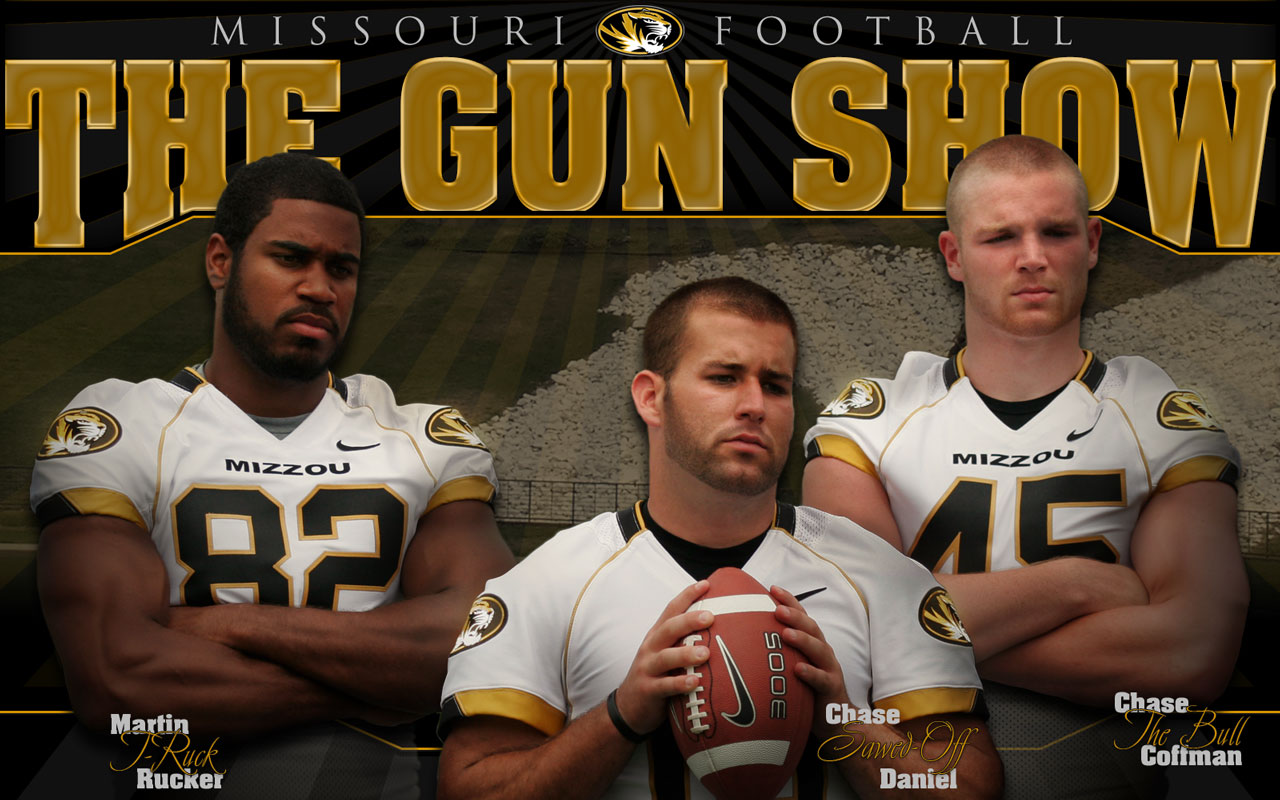 MISSOURI FOOTBALL
THE GUN SHOW
MIZZOU
82
MIZZOU
45
3005
Martin
T-Ruck
Rucker
Chase
Sawed-Off
Daniel
Chase
The Bull
Coffman